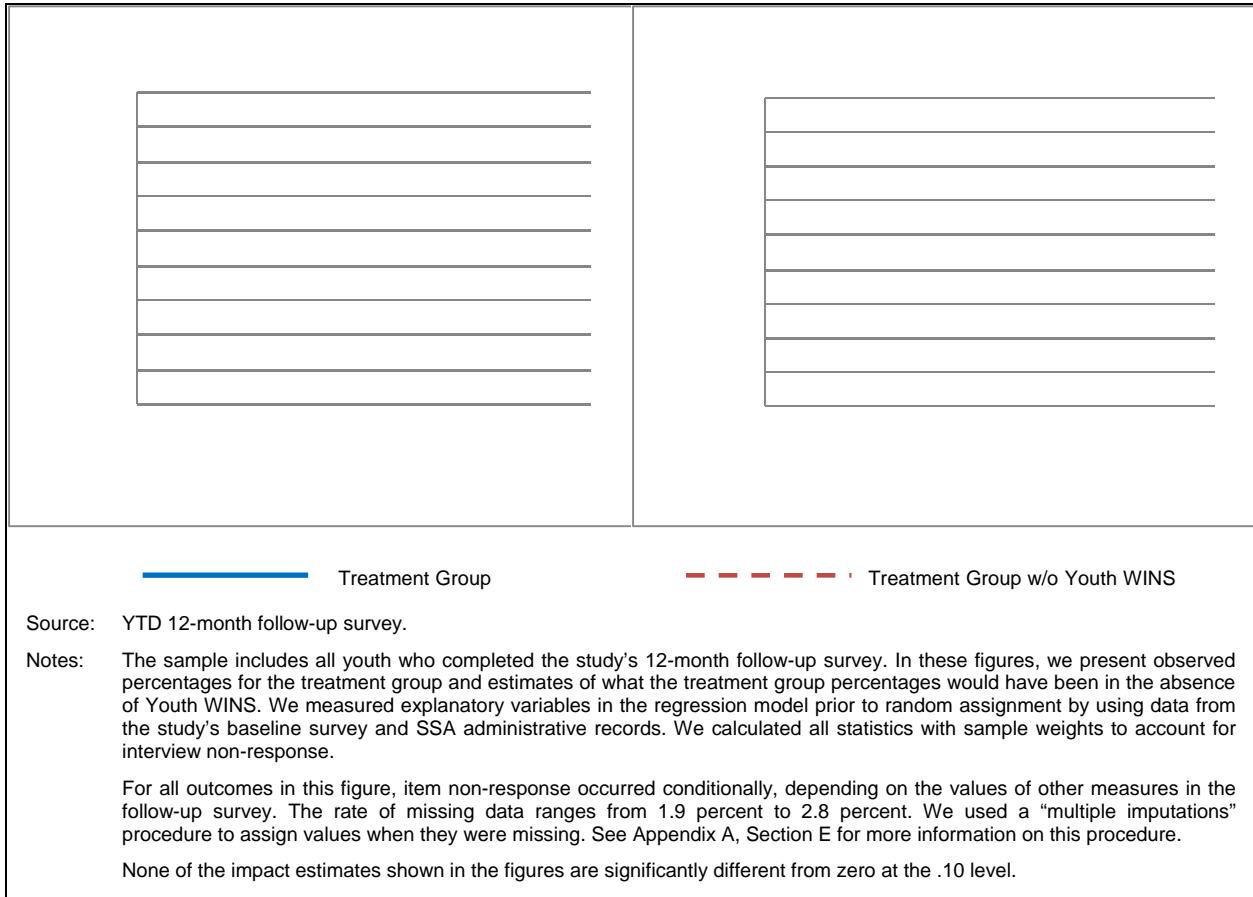 Treatment Group
Treatment Group w/o Youth WINS
Source: YTD 12-month follow-up survey.
Notes: The sample includes all youth who completed the study’s 12-month follow-up survey. In these figures, we present observed
percentages for the treatment group and estimates of what the treatment group percentages would have been in the absence
of Youth WINS. We measured explanatory variables in the regression model prior to random assignment by using data from
the study’s baseline survey and SSA administrative records. We calculated all statistics with sample weights to account for
interview non-response.
For all outcomes in this figure, item non-response occurred conditionally, depending on the values of other measures in the
follow-up survey. The rate of missing data ranges from 1.9 percent to 2.8 percent. We used a “multiple imputations”
procedure to assign values when they were missing. See Appendix A, Section E for more information on this procedure.
None of the impact estimates shown in the figures are significantly different from zero at the .10 level.